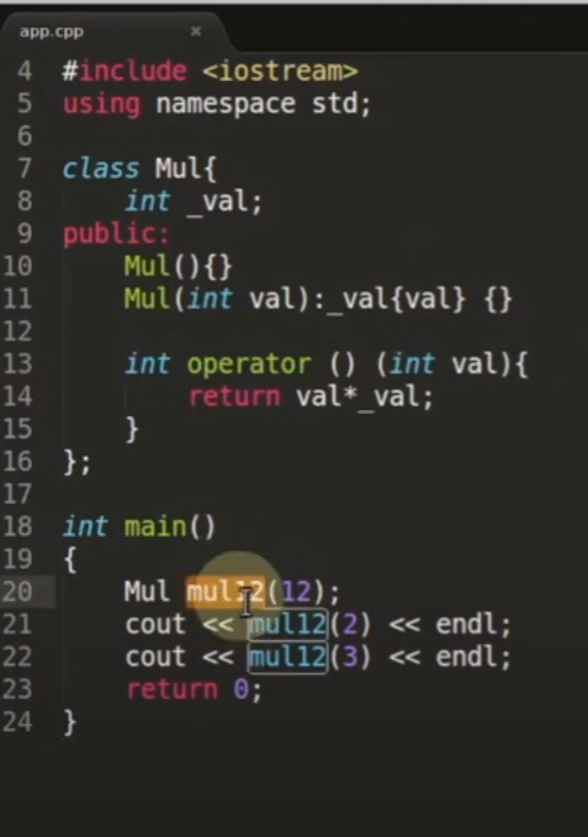 app.cpp ×
4 #include <iostream>
5 using namespace std;
6
7 class Mul{
8     int _val;
9 public:
10     Mul(){}
11     Mul(int val):_val{val} {}
12
13     int operator () (int val){
14         return val*_val;
15     }
16 };
17
18 int main()
19 {
20     Mul mul12(12);
21     cout << mul12(2) << endl;
22     cout << mul12(3) << endl;
23     return 0;
24 }